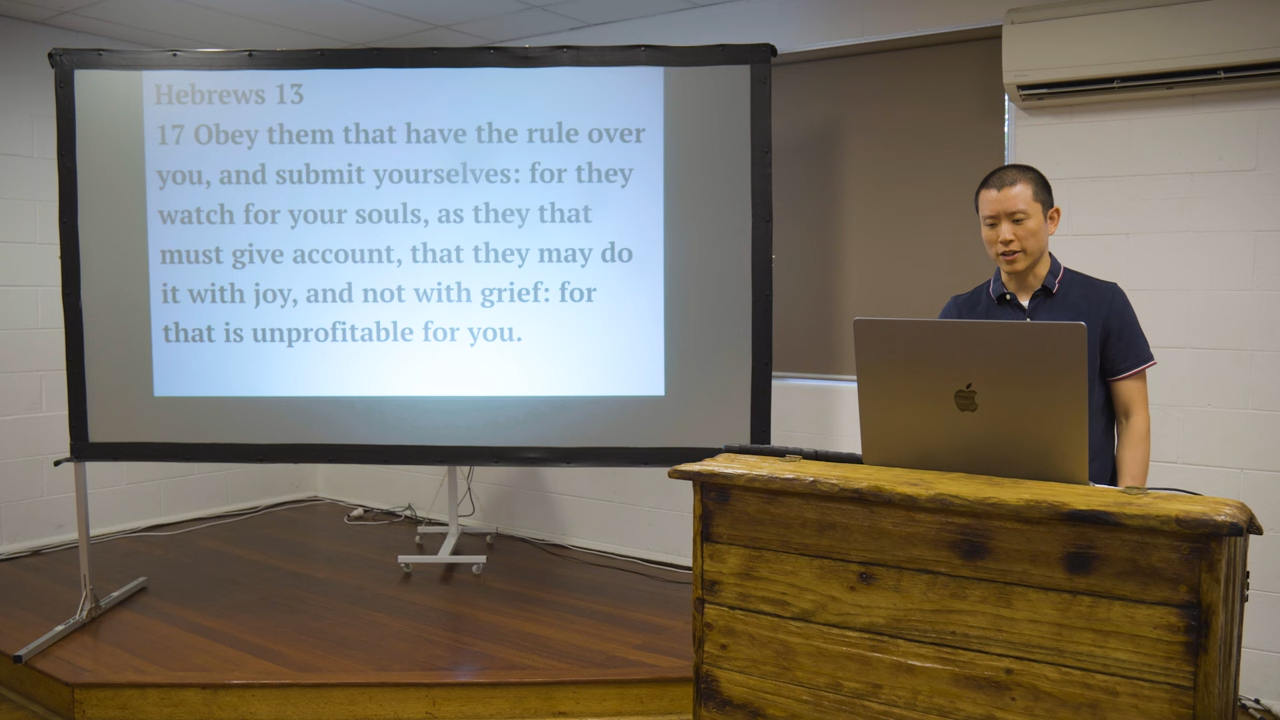 Hebrews 13
17 Obey them that have the rule over
you, and submit yourselves: for they
watch for your souls, as they that
must give account, that they may do
it with joy, and not with grief: for
that is unprofitable for you.